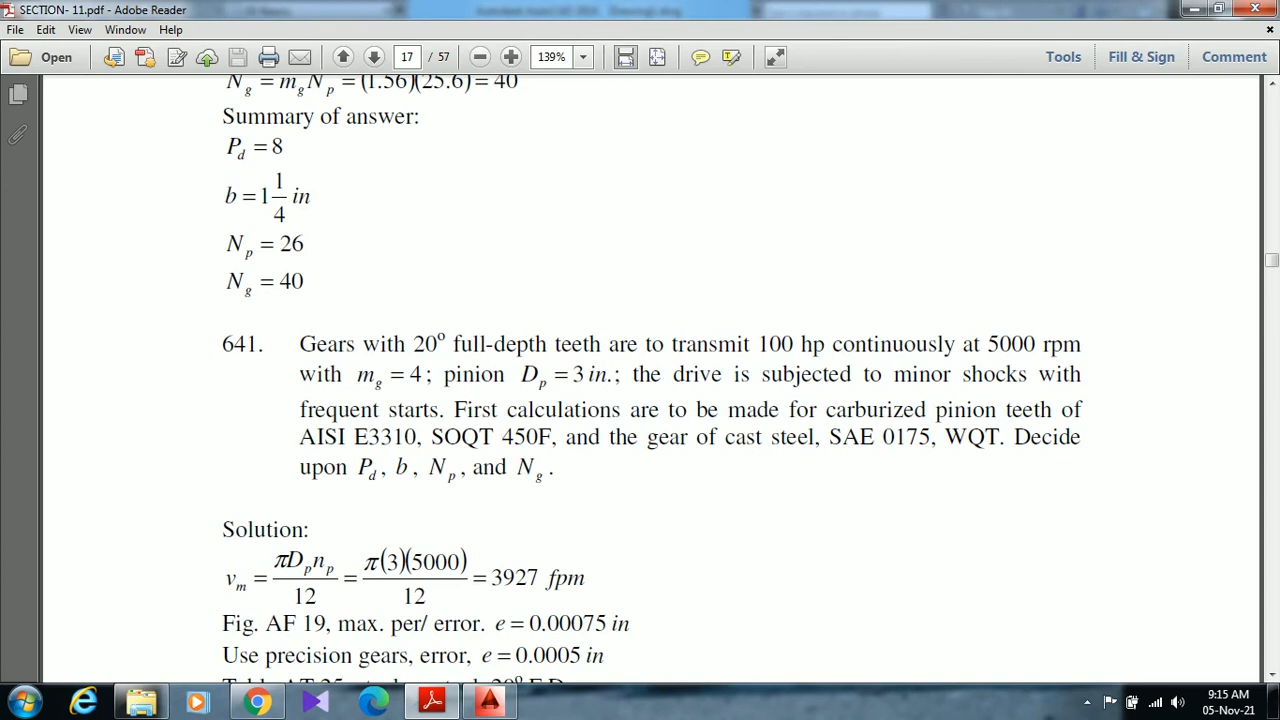 SECTION- 11.pdf - Adobe Reader
File Edit View Window Help
Open 17 / 57 139% Tools Fill & Sign Comment
N_g = m_g N_p = (1.56)(25.6) = 40
Summary of answer:
P_d = 8
b = 1 1/4 in
N_p = 26
N_g = 40
641. Gears with 20° full-depth teeth are to transmit 100 hp continuously at 5000 rpm
with m_g = 4; pinion D_p = 3 in.; the drive is subjected to minor shocks with
frequent starts. First calculations are to be made for carburized pinion teeth of
AISI E3310, SOQT 450F, and the gear of cast steel, SAE 0175, WQT. Decide
upon P_d, b, N_p, and N_g.
Solution:
v_m = πD_p n_p / 12 = π(3)(5000) / 12 = 3927 fpm
Fig. AF 19, max. per/ error. e = 0.00075 in
Use precision gears, error, e = 0.0005 in
9:15 AM
05-Nov-21